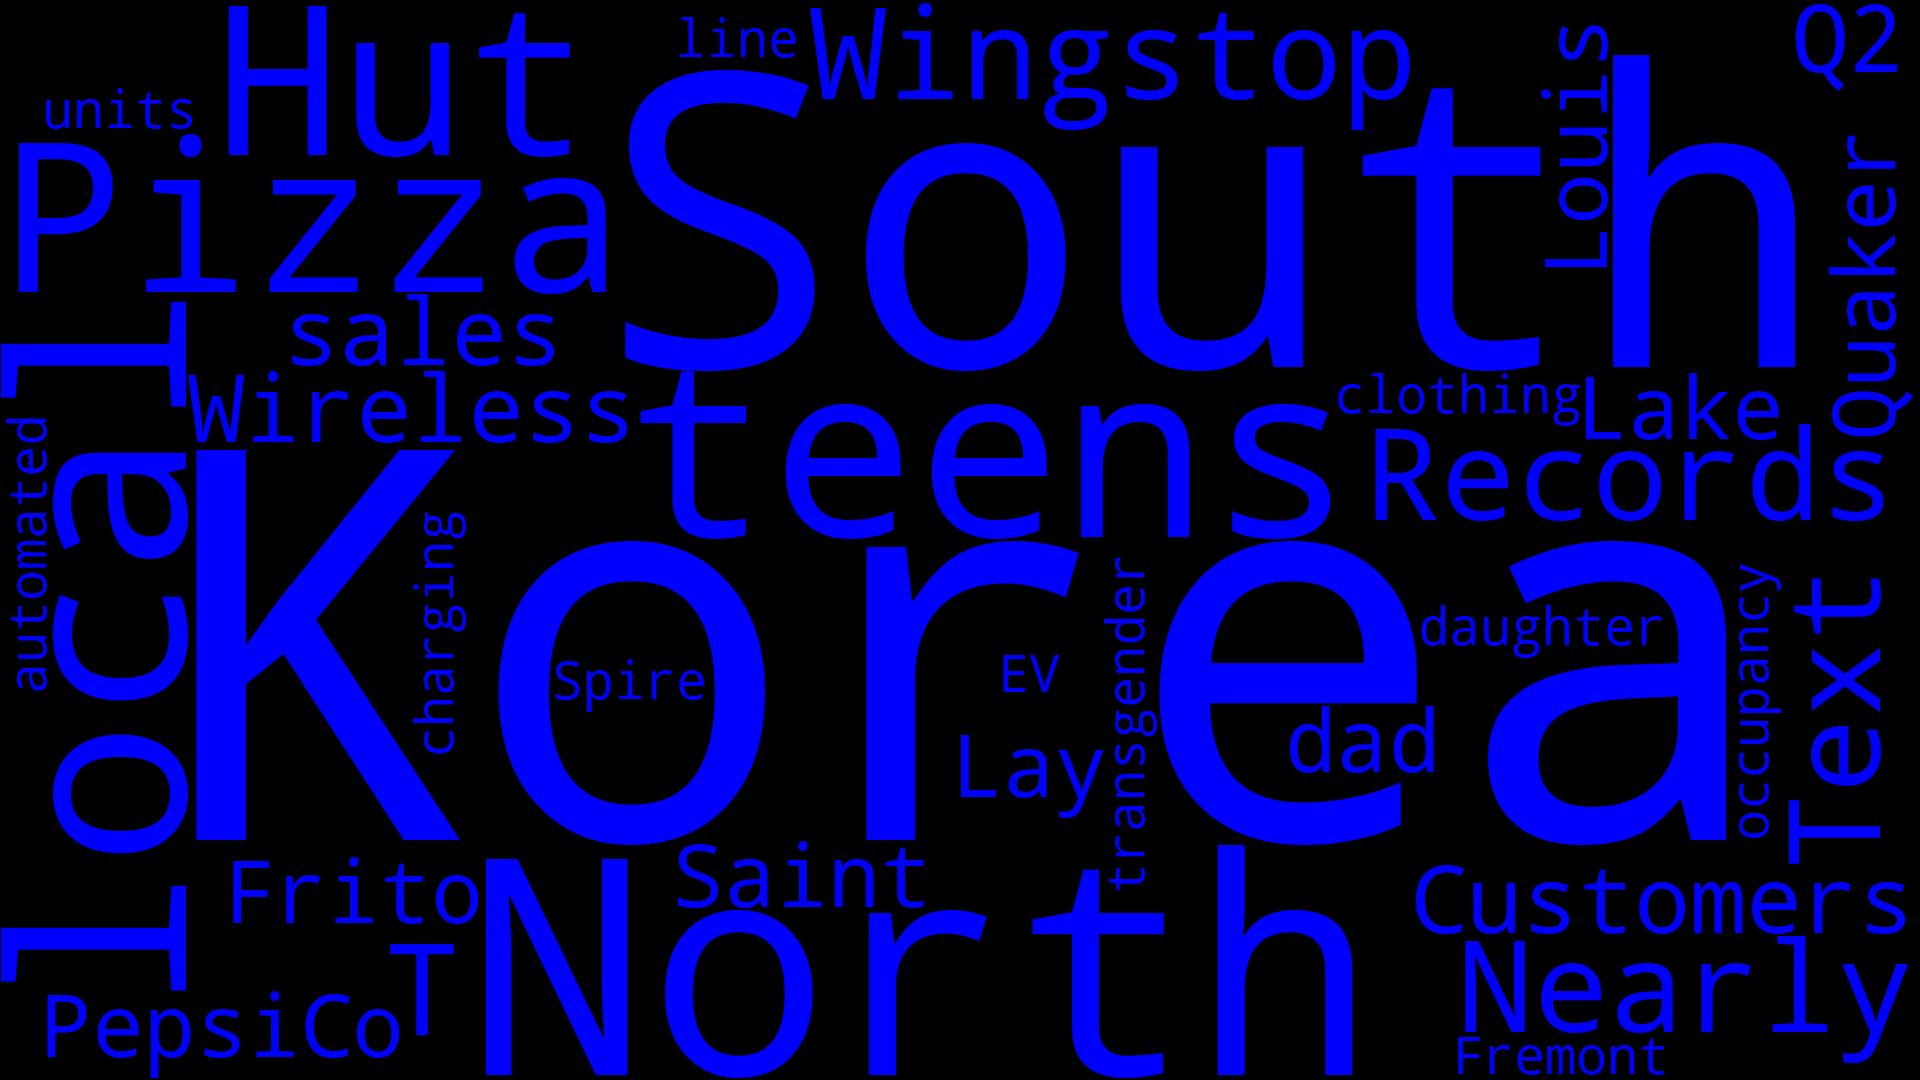 Hut
line
Wingstop
Louis
Q2
units
Pizza
South
Quaker
sales
Wireless
teens
clothing
Lake
Records
local
automated
Korea
charging
Spire
EV
Lay
transgender
dad
daughter
occupancy
Text
Frito
Saint
Customers
T
North
Nearly
PepsiCo
Fremont